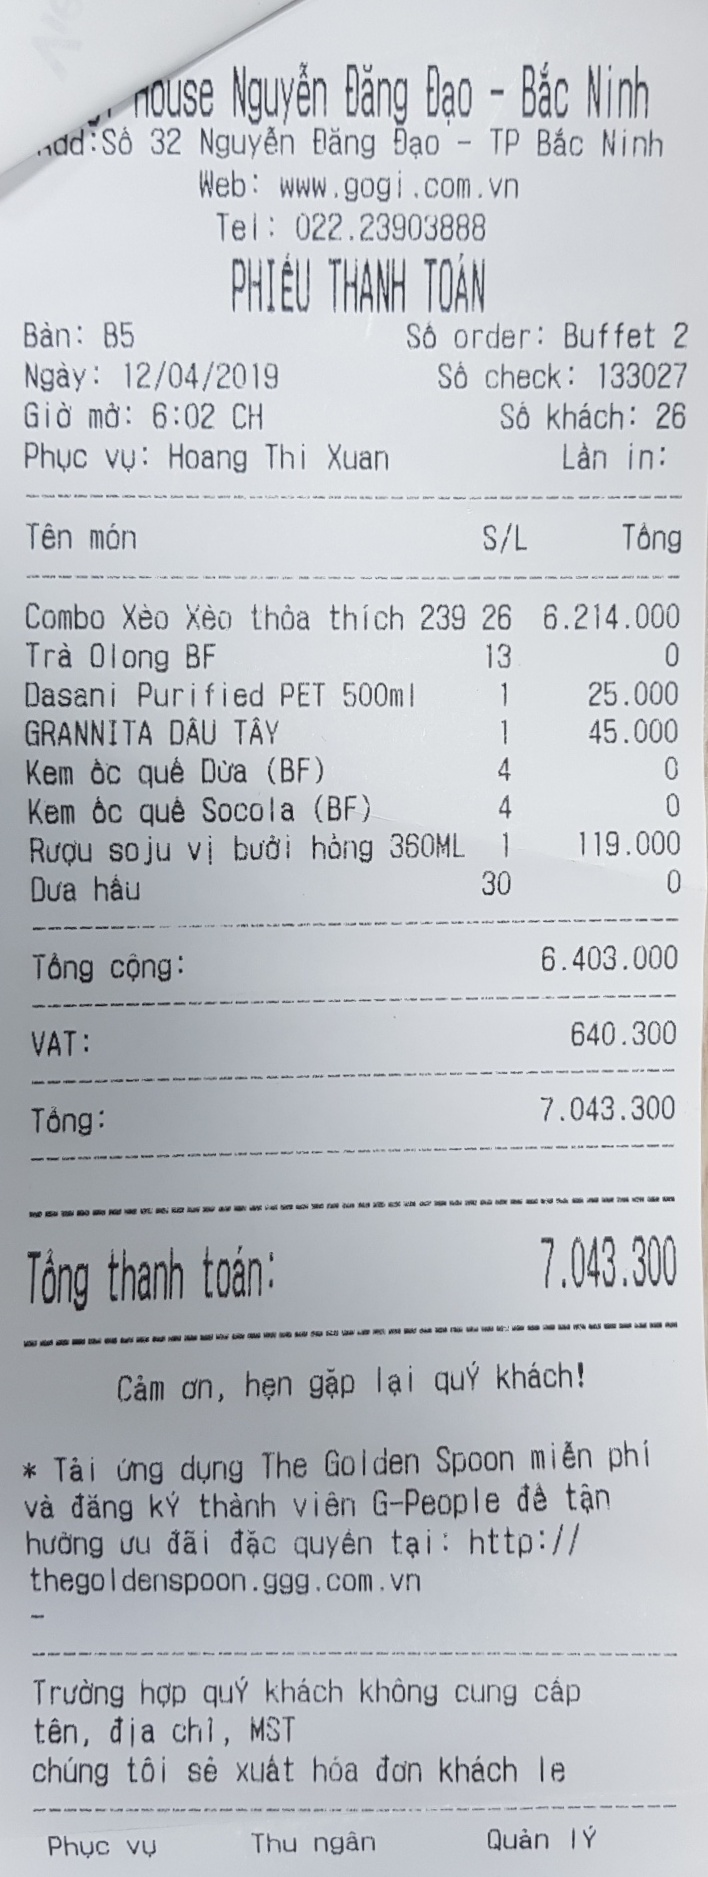 House Nguyễn Đăng Đạo - Bắc Ninh
Add:Số 32 Nguyễn Đăng Đạo - TP Bắc Ninh
Web: www.gogi.com.vn
Tel: 022.23903888
PHIẾU THANH TOÁN
Bàn: B5 Số order: Buffet 2
Ngày: 12/04/2019 Số check: 133027
Giờ mở: 6:02 CH Số khách: 26
Phục vụ: Hoang Thi Xuan Lần in:
Tên món S/L Tổng
Combo Xèo Xèo thỏa thích 239 26 6.214.000
Trà Olong BF 13 0
Dasani Purified PET 500ml 1 25.000
GRANNITA DÂU TÂY 1 45.000
Kem ốc quế Dừa (BF) 4 0
Kem ốc quế Socola (BF) 4 0
Rượu soju vị bưởi hồng 360ML 1 119.000
Dưa hấu 30 0
Tổng cộng: 6.403.000
VAT: 640.300
Tổng: 7.043.300
Tổng thanh toán: 7.043.300
Cảm ơn, hẹn gặp lại quý khách!
* Tải ứng dụng The Golden Spoon miễn phí
và đăng ký thành viên G-People để tận
hưởng ưu đãi đặc quyền tại: http://
thegoldenspoon.ggg.com.vn
-
Trường hợp quý khách không cung cấp
tên, địa chỉ, MST
chúng tôi sẽ xuất hóa đơn khách lẻ
Phục vụ Thu ngân Quản lý